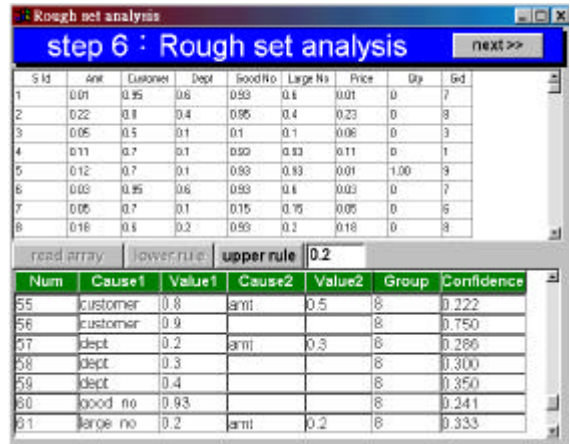 Rough set analysis
step 6：Rough set analysis next >>
S Id Amt Customer Dept Good No Large No Price Qty Gid
1 0.01 0.95 0.6 0.93 0.6 0.01 0 7
2 0.22 0.8 0.4 0.95 0.4 0.23 0 8
3 0.05 0.5 0.1 0.1 0.1 0.06 0 3
4 0.11 0.7 0.1 0.93 0.93 0.11 0 1
5 0.12 0.7 0.1 0.93 0.93 0.01 1.00 9
6 0.03 0.95 0.6 0.93 0.6 0.03 0 7
7 0.05 0.7 0.1 0.15 0.15 0.05 0 6
8 0.18 0.6 0.2 0.93 0.2 0.18 0 8
read array lower rule upper rule 0.2
Num Cause1 Value1 Cause2 Value2 Group Confidence
55 customer 0.8 amt 0.5 8 0.222
56 customer 0.9 8 0.750
57 dept 0.2 amt 0.3 8 0.286
58 dept 0.3 8 0.300
59 dept 0.4 8 0.350
60 good no 0.93 8 0.241
61 large no 0.2 amt 0.2 8 0.333